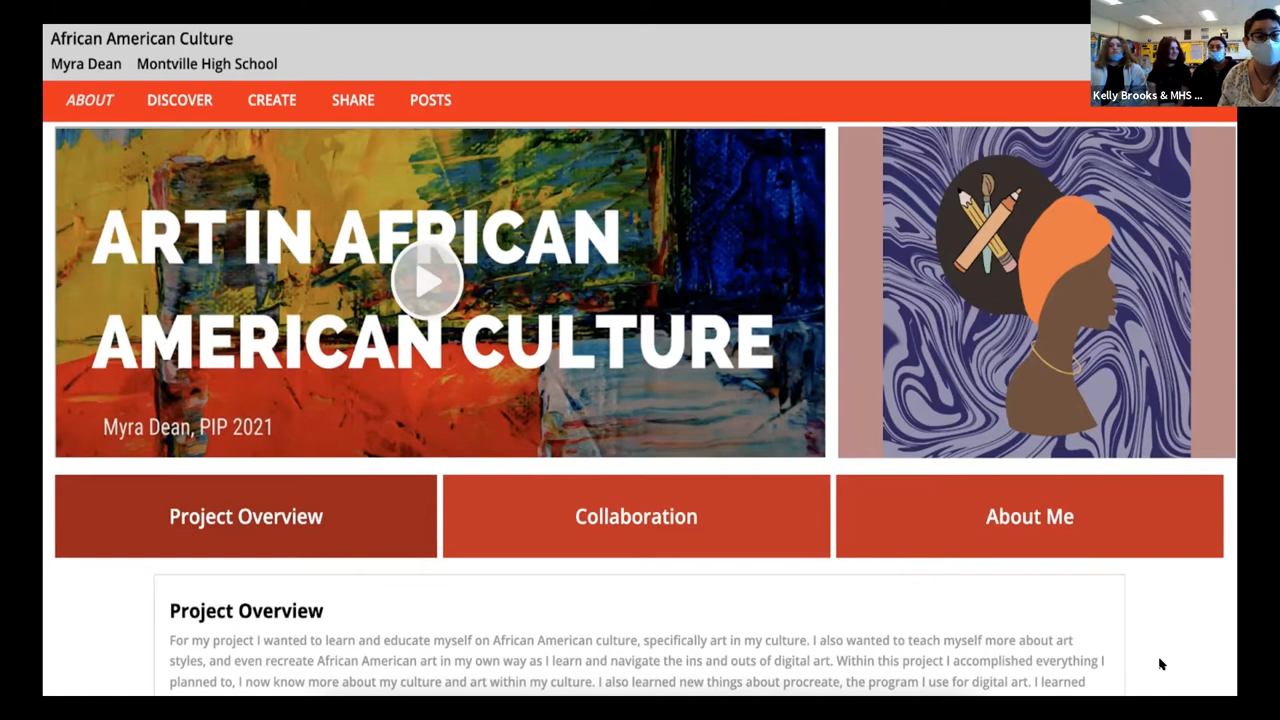 African American Culture
Myra Dean Montville High School
Kelly Brooks & MHS ...
ABOUT DISCOVER CREATE SHARE POSTS
ART IN AFRICAN
AMERICAN CULTURE
Myra Dean, PIP 2021
Project Overview Collaboration About Me
Project Overview
For my project I wanted to learn and educate myself on African American culture, specifically art in my culture. I also wanted to teach myself more about art
styles, and even recreate African American art in my own way as I learn and navigate the ins and outs of digital art. Within this project I accomplished everything I
planned to, I now know more about my culture and art within my culture. I also learned new things about procreate, the program I use for digital art. I learned